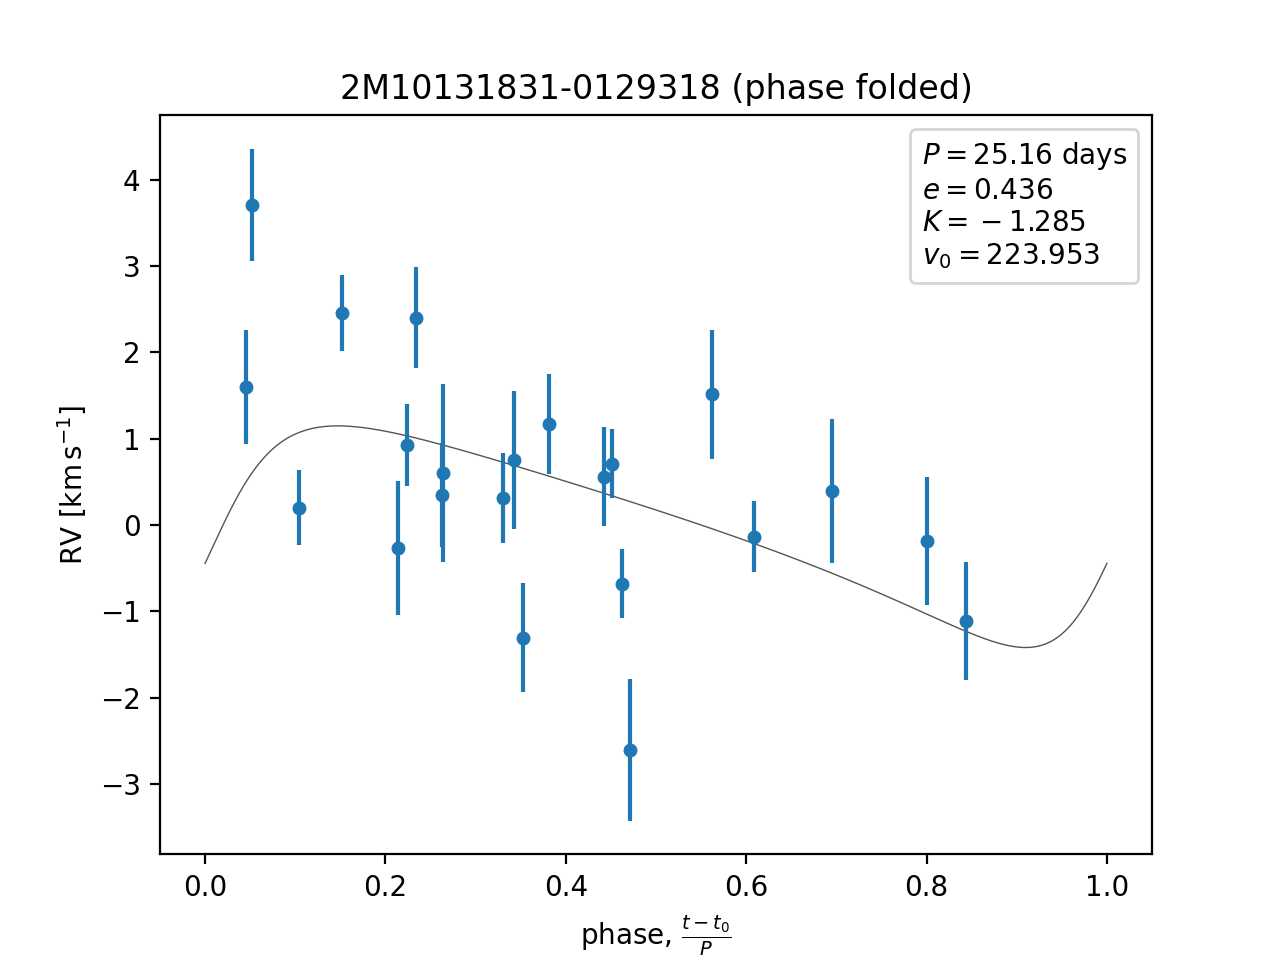 2M10131831-0129318 (phase folded)
P = 25.16 days
e = 0.436
K = −1.285
v₀ = 223.953
RV [km s⁻¹]
4
3
2
1
0
−1
−2
−3
0.0 0.2 0.4 0.6 0.8 1.0
phase, (t − t₀)/P